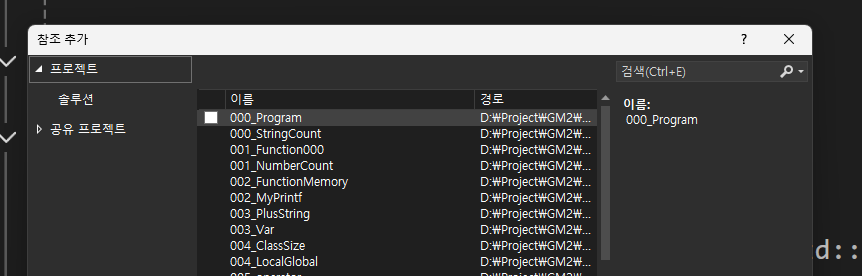 참조 추가
? ×
프로젝트
솔루션
공유 프로젝트
검색(Ctrl+E)
이름 경로
000_Program D:₩Project₩GM2₩...
000_StringCount D:₩Project₩GM2₩...
001_Function000 D:₩Project₩GM2₩...
001_NumberCount D:₩Project₩GM2₩...
002_FunctionMemory D:₩Project₩GM2₩...
002_MyPrintf D:₩Project₩GM2₩...
003_PlusString D:₩Project₩GM2₩...
003_Var D:₩Project₩GM2₩...
004_ClassSize D:₩Project₩GM2₩...
004_LocalGlobal D:₩Project₩GM2₩...
이름:
000_Program
d::